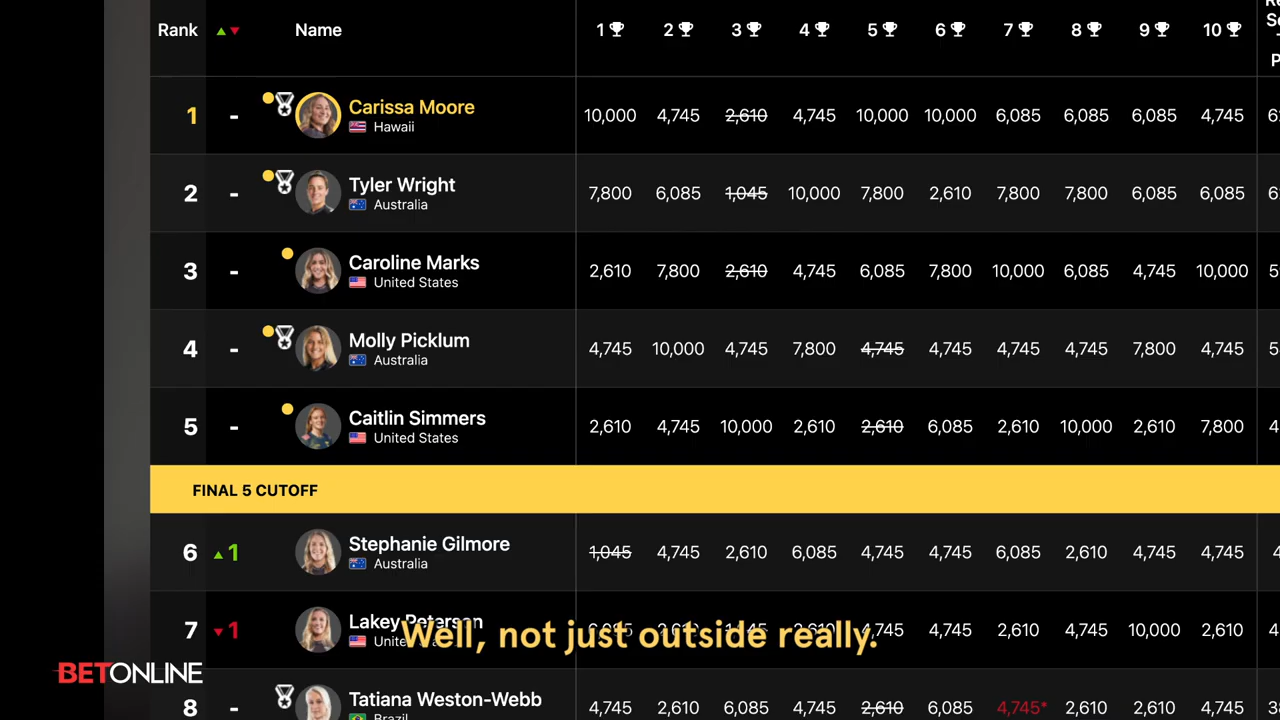 Rank Name 1 2 3 4 5 6 7 8 9 10
1 - Carissa Moore 10,000 4,745 2,610 4,745 10,000 10,000 6,085 6,085 6,085 4,745
Hawaii
2 - Tyler Wright 7,800 6,085 1,045 10,000 7,800 2,610 7,800 7,800 6,085 6,085
Australia
3 - Caroline Marks 2,610 7,800 2,610 4,745 6,085 7,800 10,000 6,085 4,745 10,000
United States
4 - Molly Picklum 4,745 10,000 4,745 7,800 4,745 4,745 4,745 4,745 7,800 4,745
Australia
5 - Caitlin Simmers 2,610 4,745 10,000 2,610 2,610 6,085 2,610 10,000 2,610 7,800
United States
FINAL 5 CUTOFF
6 1 Stephanie Gilmore 1,045 4,745 2,610 6,085 4,745 4,745 6,085 2,610 4,745 4,745
Australia
7 1 Lakey Peterson 4,745 2,610 4,745 10,000 2,610
Well, not just outside really.
BETONLINE
8 - Tatiana Weston-Webb 4,745 2,610 6,085 4,745 2,610 6,085 4,745* 2,610 2,610 4,745
Brazil